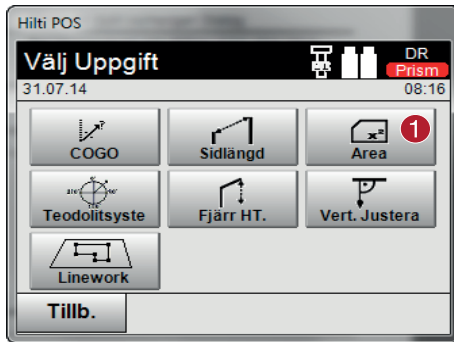 Hilti POS
Välj Uppgift
DR
Prism
31.07.14 08:16
COGO Sidlängd Area 1
Teodolitsyste Fjärr HT. Vert. Justera
Linework
Tillb.